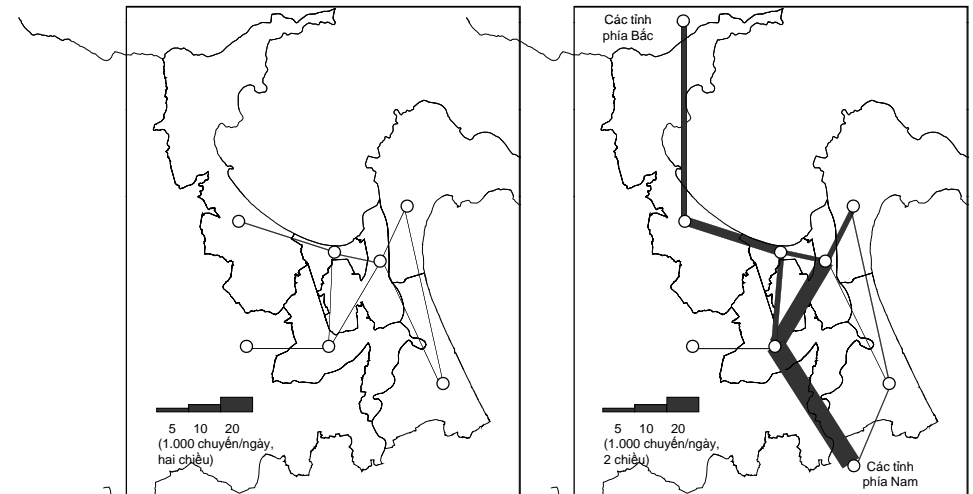 5 10 20
(1.000 chuyến/ngày,
hai chiều)
Các tỉnh
phía Bắc
5 10 20
(1.000 chuyến/ngày,
2 chiều)
Các tỉnh
phía Nam